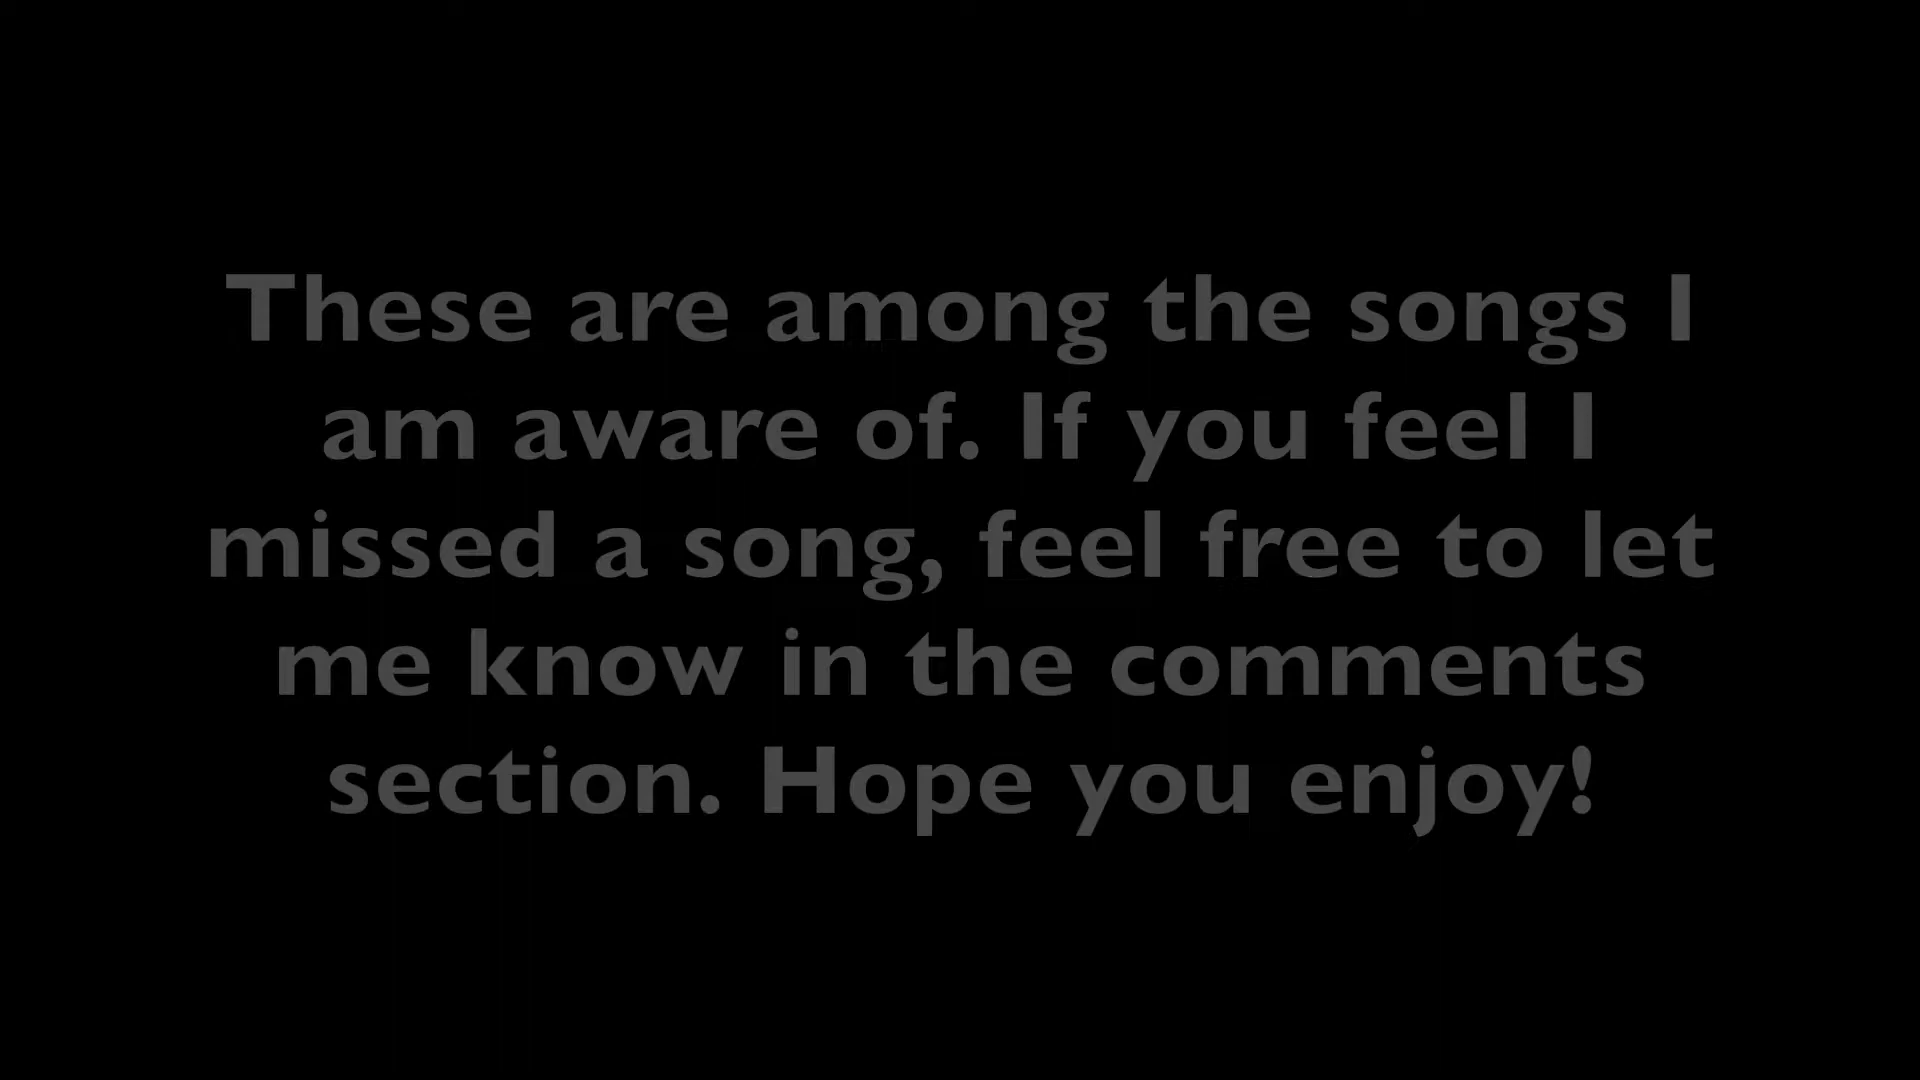 These are among the songs I
am aware of. If you feel I
missed a song, feel free to let
me know in the comments
section. Hope you enjoy!